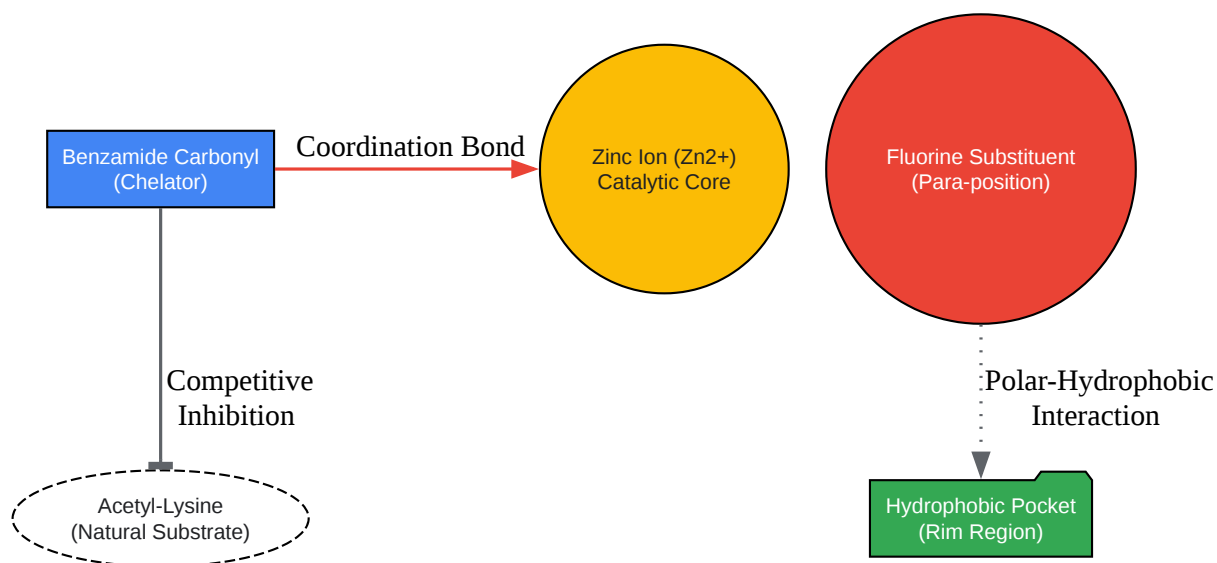 Benzamide Carbonyl
(Chelator)
Coordination Bond
Zinc Ion (Zn2+)
Catalytic Core
Fluorine Substituent
(Para-position)
Competitive
Inhibition
Polar-Hydrophobic
Interaction
Acetyl-Lysine
(Natural Substrate)
Hydrophobic Pocket
(Rim Region)